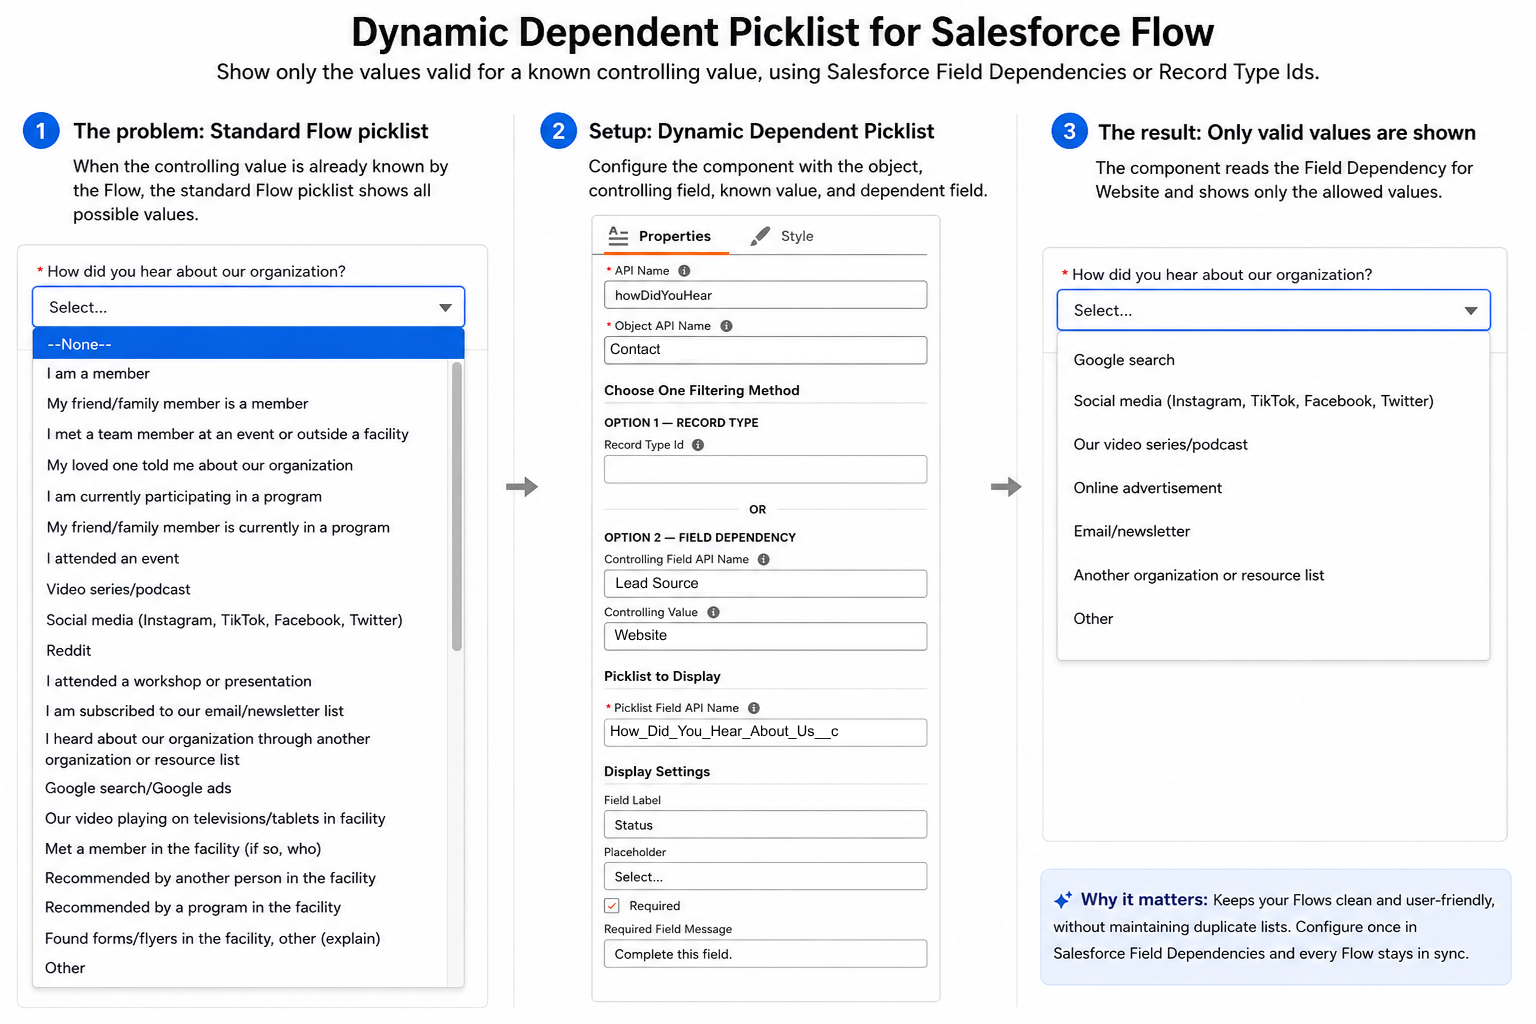 Dynamic Dependent Picklist for Salesforce Flow
Show only the values valid for a known controlling value, using Salesforce Field Dependencies or Record Type Ids.
1 The problem: Standard Flow picklist
When the controlling value is already known by
the Flow, the standard Flow picklist shows all
possible values.
* How did you hear about our organization?
Select...
--None--
I am a member
My friend/family member is a member
I met a team member at an event or outside a facility
My loved one told me about our organization
I am currently participating in a program
My friend/family member is currently in a program
I attended an event
Video series/podcast
Social media (Instagram, TikTok, Facebook, Twitter)
Reddit
I attended a workshop or presentation
I am subscribed to our email/newsletter list
I heard about our organization through another
organization or resource list
Google search/Google ads
Our video playing on televisions/tablets in facility
Met a member in the facility (if so, who)
Recommended by another person in the facility
Recommended by a program in the facility
Found forms/flyers in the facility, other (explain)
Other
2 Setup: Dynamic Dependent Picklist
Configure the component with the object,
controlling field, known value, and dependent field.
Properties Style
* API Name
howDidYouHear
* Object API Name
Contact
Choose One Filtering Method
OPTION 1 — RECORD TYPE
Record Type Id
OR
OPTION 2 — FIELD DEPENDENCY
Controlling Field API Name
Lead Source
Controlling Value
Website
Picklist to Display
* Picklist Field API Name
How_Did_You_Hear_About_Us__c
Display Settings
Field Label
Status
Placeholder
Select...
Required
Required Field Message
Complete this field.
3 The result: Only valid values are shown
The component reads the Field Dependency for
Website and shows only the allowed values.
* How did you hear about our organization?
Select...
Google search
Social media (Instagram, TikTok, Facebook, Twitter)
Our video series/podcast
Online advertisement
Email/newsletter
Another organization or resource list
Other
Why it matters: Keeps your Flows clean and user-friendly,
without maintaining duplicate lists. Configure once in
Salesforce Field Dependencies and every Flow stays in sync.